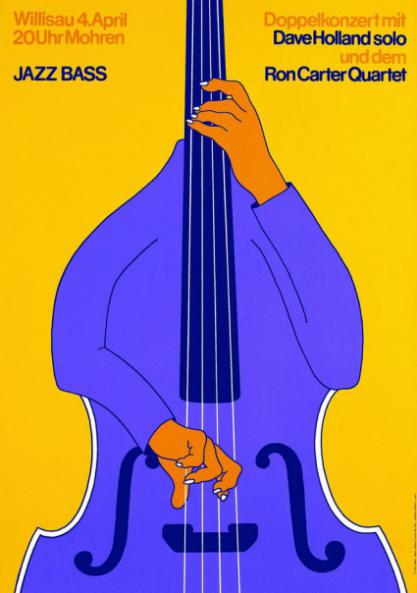 Willisau 4. April
20 Uhr Mohren
JAZZ BASS
Doppelkonzert mit
Dave Holland solo
und dem
Ron Carter Quartet